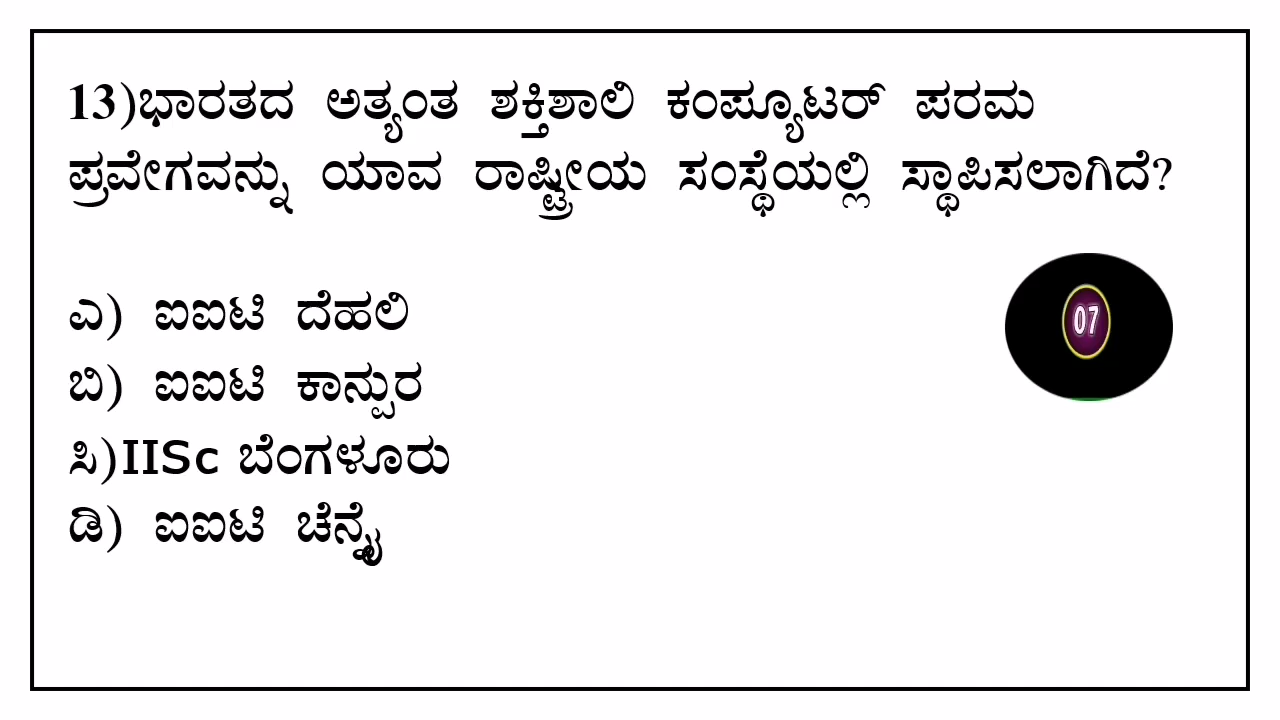 13)ಭಾರತದ ಅತ್ಯಂತ ಶಕ್ತಿಶಾಲಿ ಕಂಪ್ಯೂಟರ್ ಪರಮ
ಪ್ರವೇಗವನ್ನು ಯಾವ ರಾಷ್ಟ್ರೀಯ ಸಂಸ್ಥೆಯಲ್ಲಿ ಸ್ಥಾಪಿಸಲಾಗಿದೆ?
ಎ) ಐಐಟಿ ದೆಹಲಿ
07
ಬಿ) ಐಐಟಿ ಕಾನ್ಪುರ
ಸಿ)IISc ಬೆಂಗಳೂರು
ಡಿ) ಐಐಟಿ ಚೆನ್ನೈ